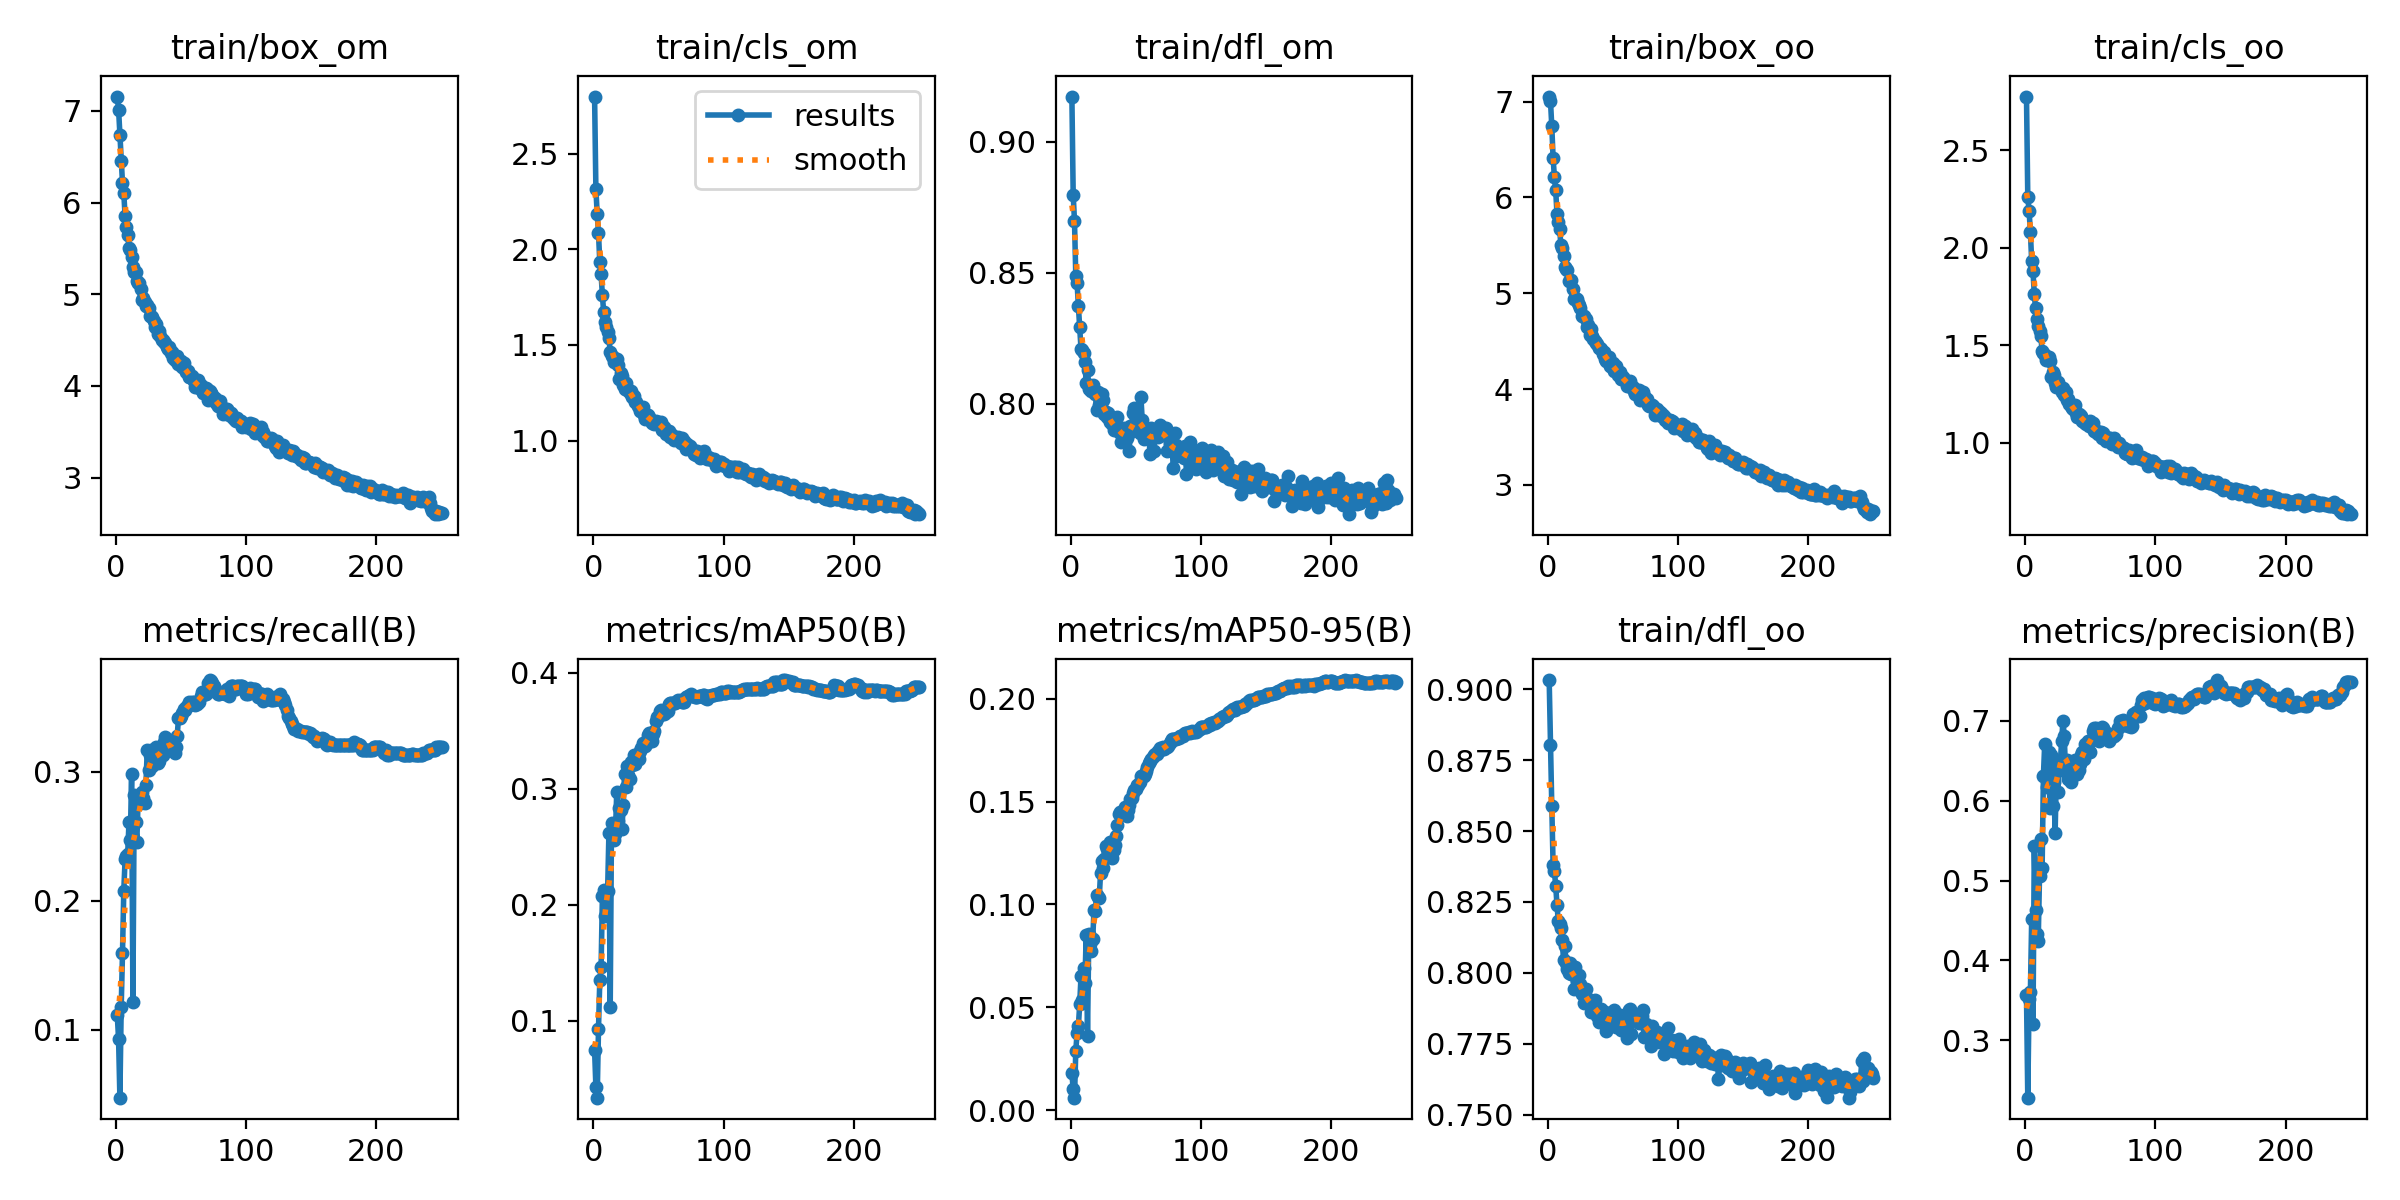 train/box_om
7
6
5
4
3
0 100 200
train/cls_om
results
smooth
2.5
2.0
1.5
1.0
0 100 200
train/dfl_om
0.90
0.85
0.80
0 100 200
train/box_oo
7
6
5
4
3
0 100 200
train/cls_oo
2.5
2.0
1.5
1.0
0 100 200
metrics/recall(B)
0.3
0.2
0.1
0 100 200
metrics/mAP50(B)
0.4
0.3
0.2
0.1
0 100 200
metrics/mAP50-95(B)
0.20
0.15
0.10
0.05
0.00
0 100 200
train/dfl_oo
0.900
0.875
0.850
0.825
0.800
0.775
0.750
0 100 200
metrics/precision(B)
0.7
0.6
0.5
0.4
0.3
0 100 200